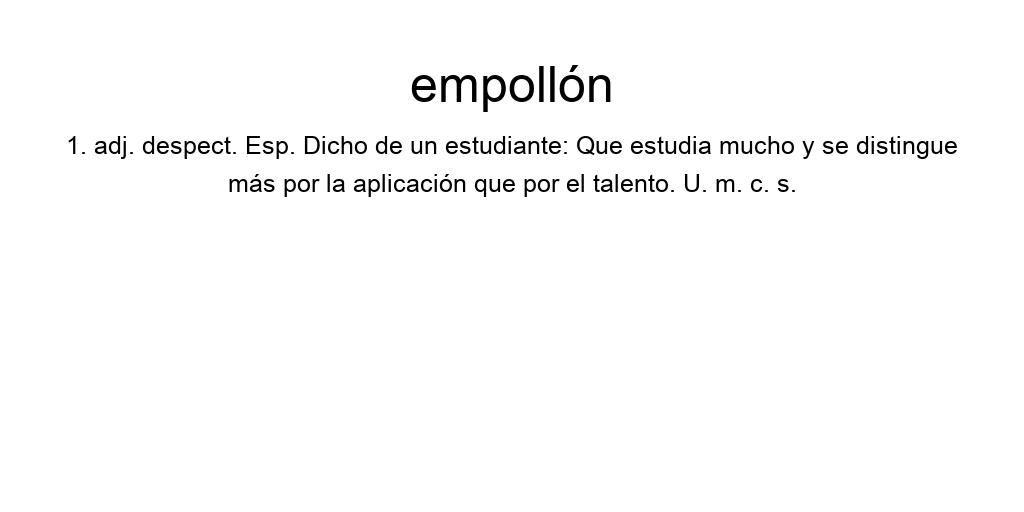 empollón
1. adj. despect. Esp. Dicho de un estudiante: Que estudia mucho y se distingue
más por la aplicación que por el talento. U. m. c. s.